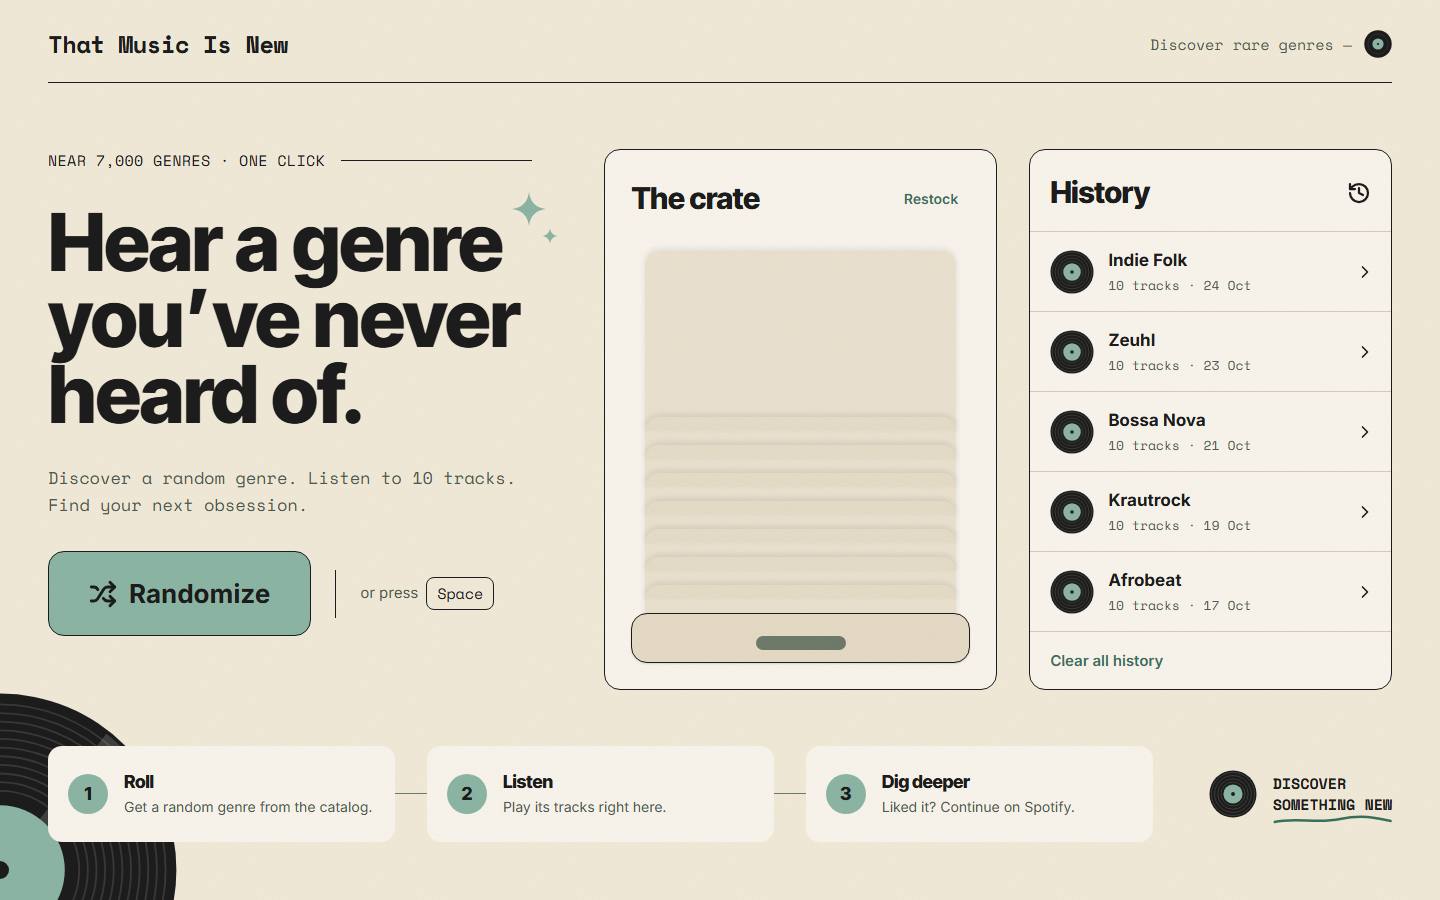 That Music Is New
Discover rare genres —
NEAR 7,000 GENRES · ONE CLICK
Hear a genre
you’ve never
heard of.
Discover a random genre. Listen to 10 tracks.
Find your next obsession.
Randomize
or press Space
The crate
Restock
History
Indie Folk
10 tracks · 24 Oct
Zeuhl
10 tracks · 23 Oct
Bossa Nova
10 tracks · 21 Oct
Krautrock
10 tracks · 19 Oct
Afrobeat
10 tracks · 17 Oct
Clear all history
1
Roll
Get a random genre from the catalog.
2
Listen
Play its tracks right here.
3
Dig deeper
Liked it? Continue on Spotify.
DISCOVER
SOMETHING NEW